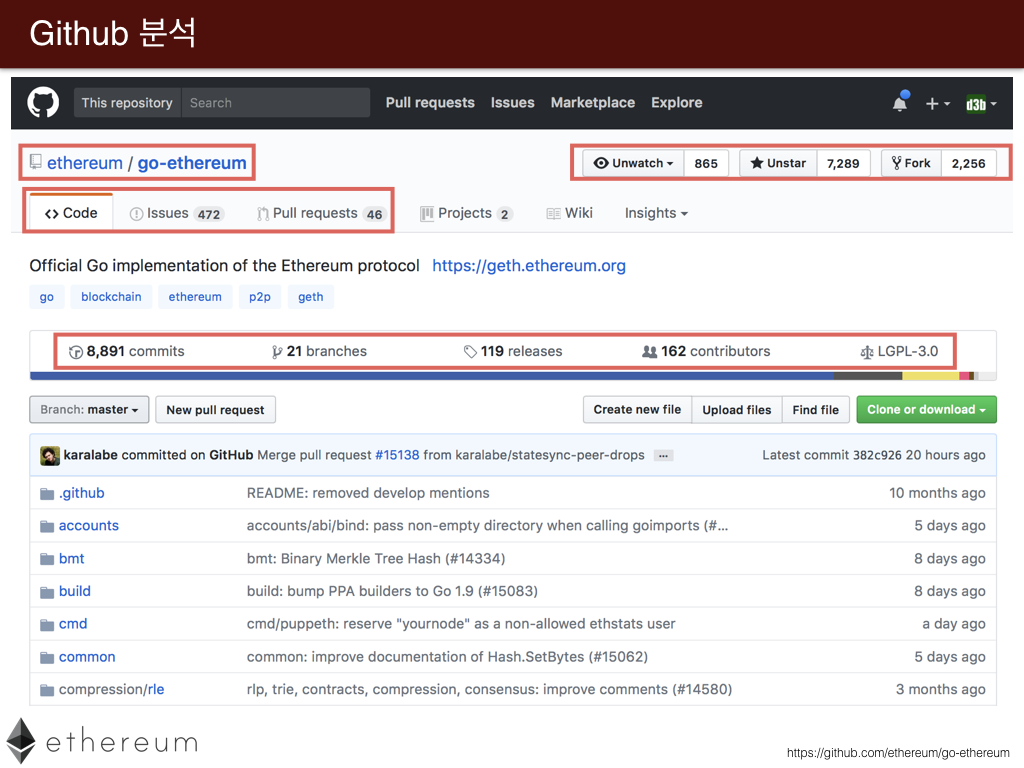 Github 분석
This repository Search Pull requests Issues Marketplace Explore d3b
ethereum / go-ethereum Unwatch 865 Unstar 7,289 Fork 2,256
<> Code Issues 472 Pull requests 46 Projects 2 Wiki Insights
Official Go implementation of the Ethereum protocol https://geth.ethereum.org
go blockchain ethereum p2p geth
8,891 commits 21 branches 119 releases 162 contributors LGPL-3.0
Branch: master New pull request Create new file Upload files Find file Clone or download
karalabe committed on GitHub Merge pull request #15138 from karalabe/statesync-peer-drops ... Latest commit 382c926 20 hours ago
.github README: removed develop mentions 10 months ago
accounts accounts/abi/bind: pass non-empty directory when calling goimports (#... 5 days ago
bmt bmt: Binary Merkle Tree Hash (#14334) 8 days ago
build build: bump PPA builders to Go 1.9 (#15083) 8 days ago
cmd cmd/puppeth: reserve "yournode" as a non-allowed ethstats user a day ago
common common: improve documentation of Hash.SetBytes (#15062) 5 days ago
compression/rle rlp, trie, contracts, compression, consensus: improve comments (#14580) 3 months ago
ethereum
https://github.com/ethereum/go-ethereum